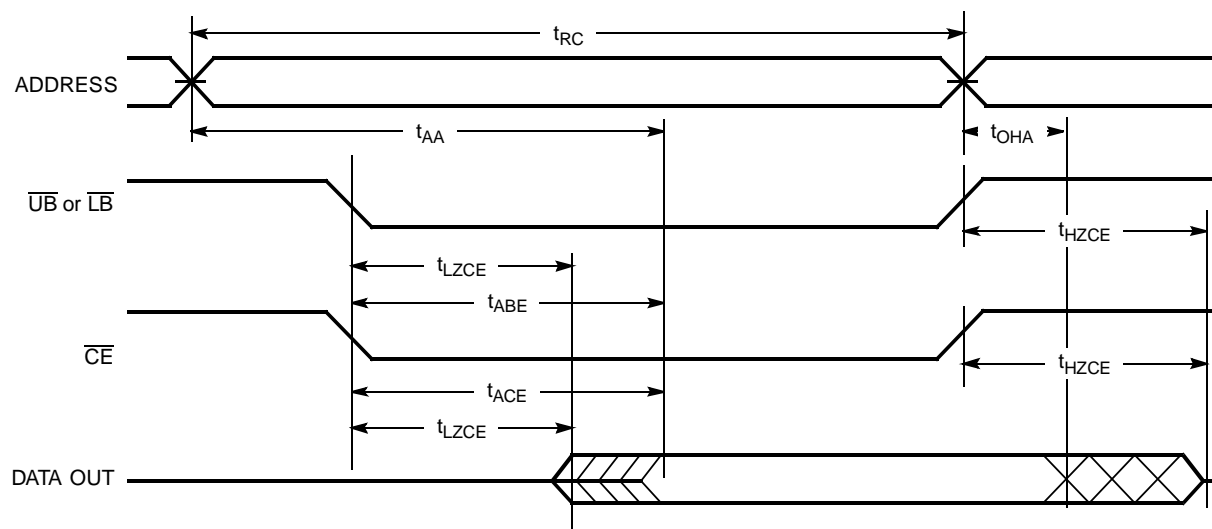 tRC
ADDRESS
tAA
tOHA
UB or LB
tHZCE
tLZCE
tABE
CE
tHZCE
tACE
tLZCE
DATA OUT